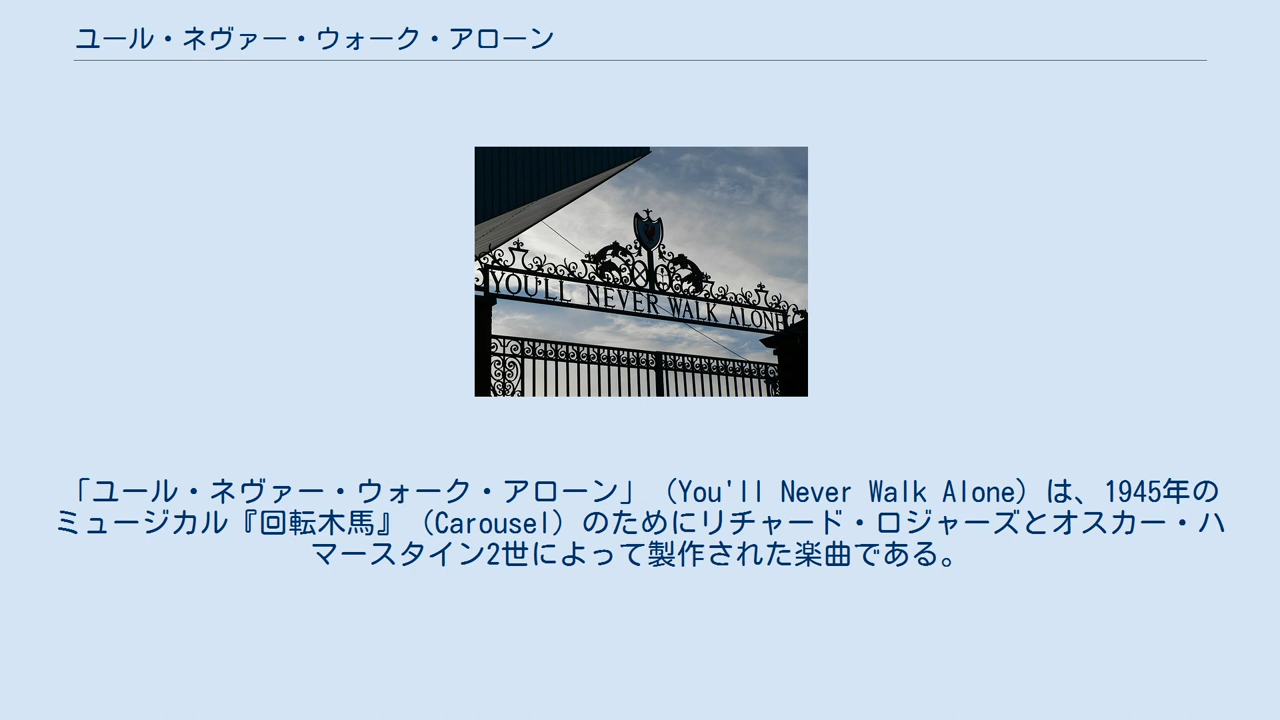 ユール・ネヴァー・ウォーク・アローン
YOU'LL NEVER WALK ALONE
「ユール・ネヴァー・ウォーク・アローン」（You'll Never Walk Alone）は、1945年の
ミュージカル『回転木馬』（Carousel）のためにリチャード・ロジャーズとオスカー・ハ
マースタイン2世によって製作された楽曲である。